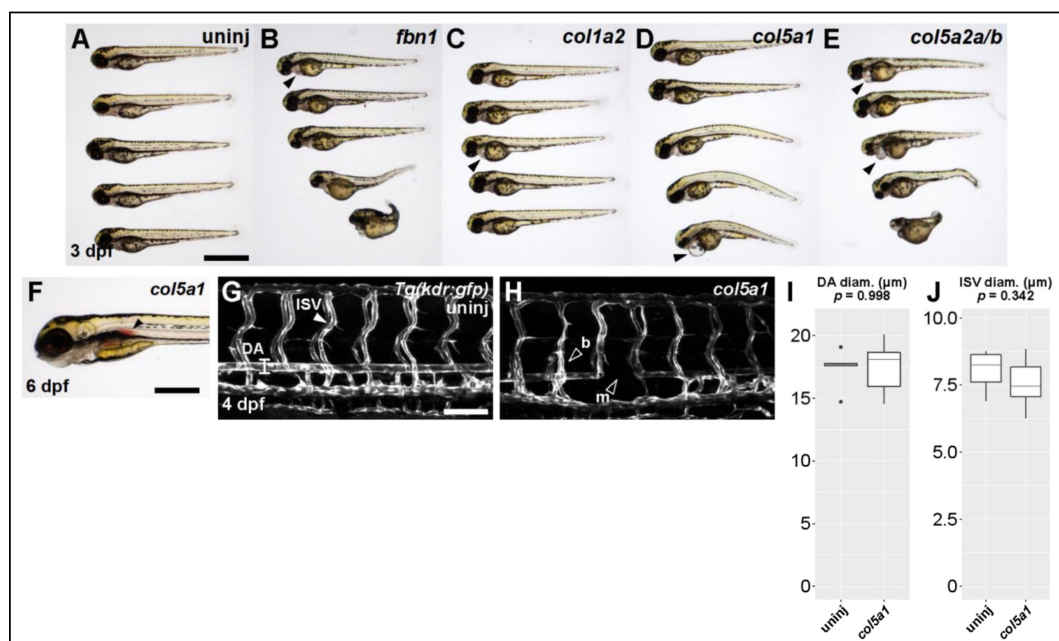 A uninj
B fbn1
C col1a2
D col5a1
E col5a2a/b
3 dpf
F col5a1
6 dpf
G Tg(kdr:gfp)
uninj
ISV
DA
4 dpf
H col5a1
b
m
I DA diam. (µm)
p = 0.998
20
15
10
5
0
uninj
col5a1
J ISV diam. (µm)
p = 0.342
10.0
7.5
5.0
2.5
0
uninj
col5a1